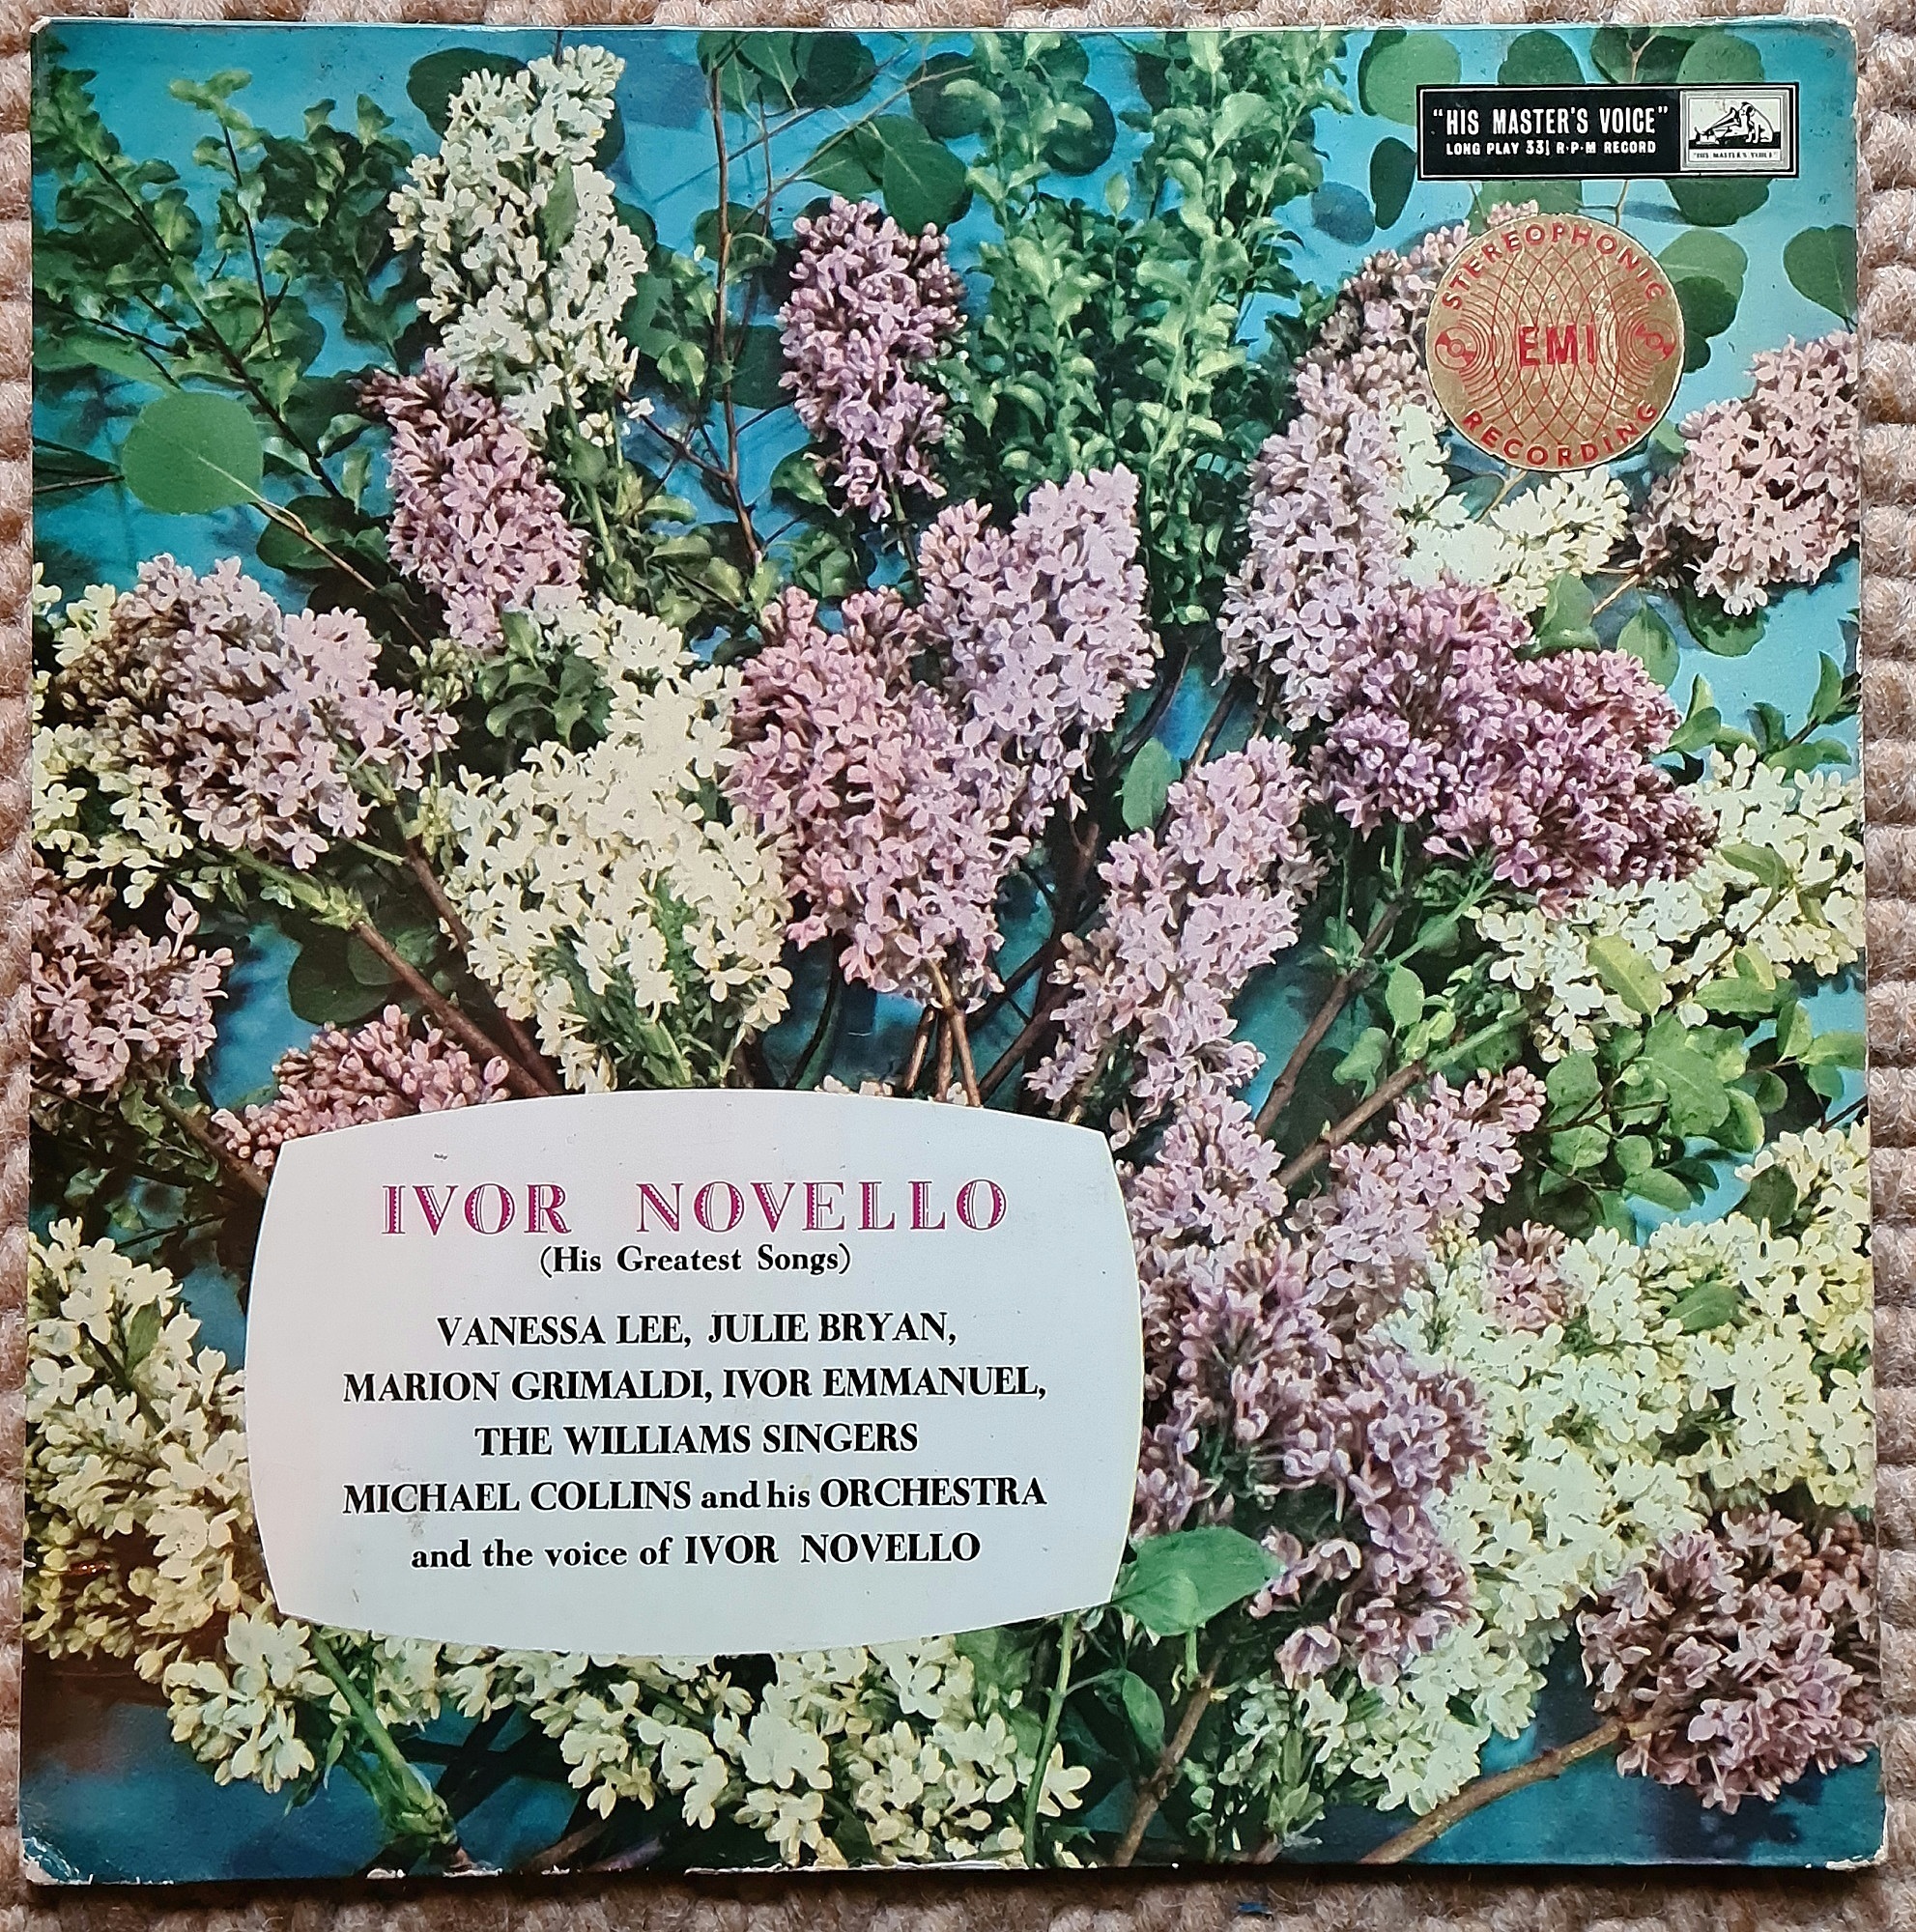 "HIS MASTER'S VOICE"
LONG PLAY 33⅓ R·P·M RECORD
"HIS MASTER'S VOICE"
STEREOPHONIC
EMI
RECORDING
IVOR NOVELLO
(His Greatest Songs)
VANESSA LEE, JULIE BRYAN,
MARION GRIMALDI, IVOR EMMANUEL,
THE WILLIAMS SINGERS
MICHAEL COLLINS and his ORCHESTRA
and the voice of IVOR NOVELLO